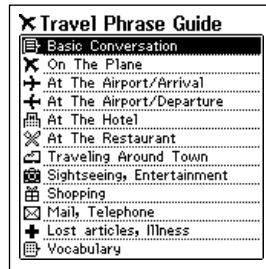 Travel Phrase Guide
Basic Conversation
On The Plane
At The Airport/Arrival
At The Airport/Departure
At The Hotel
At The Restaurant
Traveling Around Town
Sightseeing, Entertainment
Shopping
Mail, Telephone
Lost articles, Illness
Vocabulary